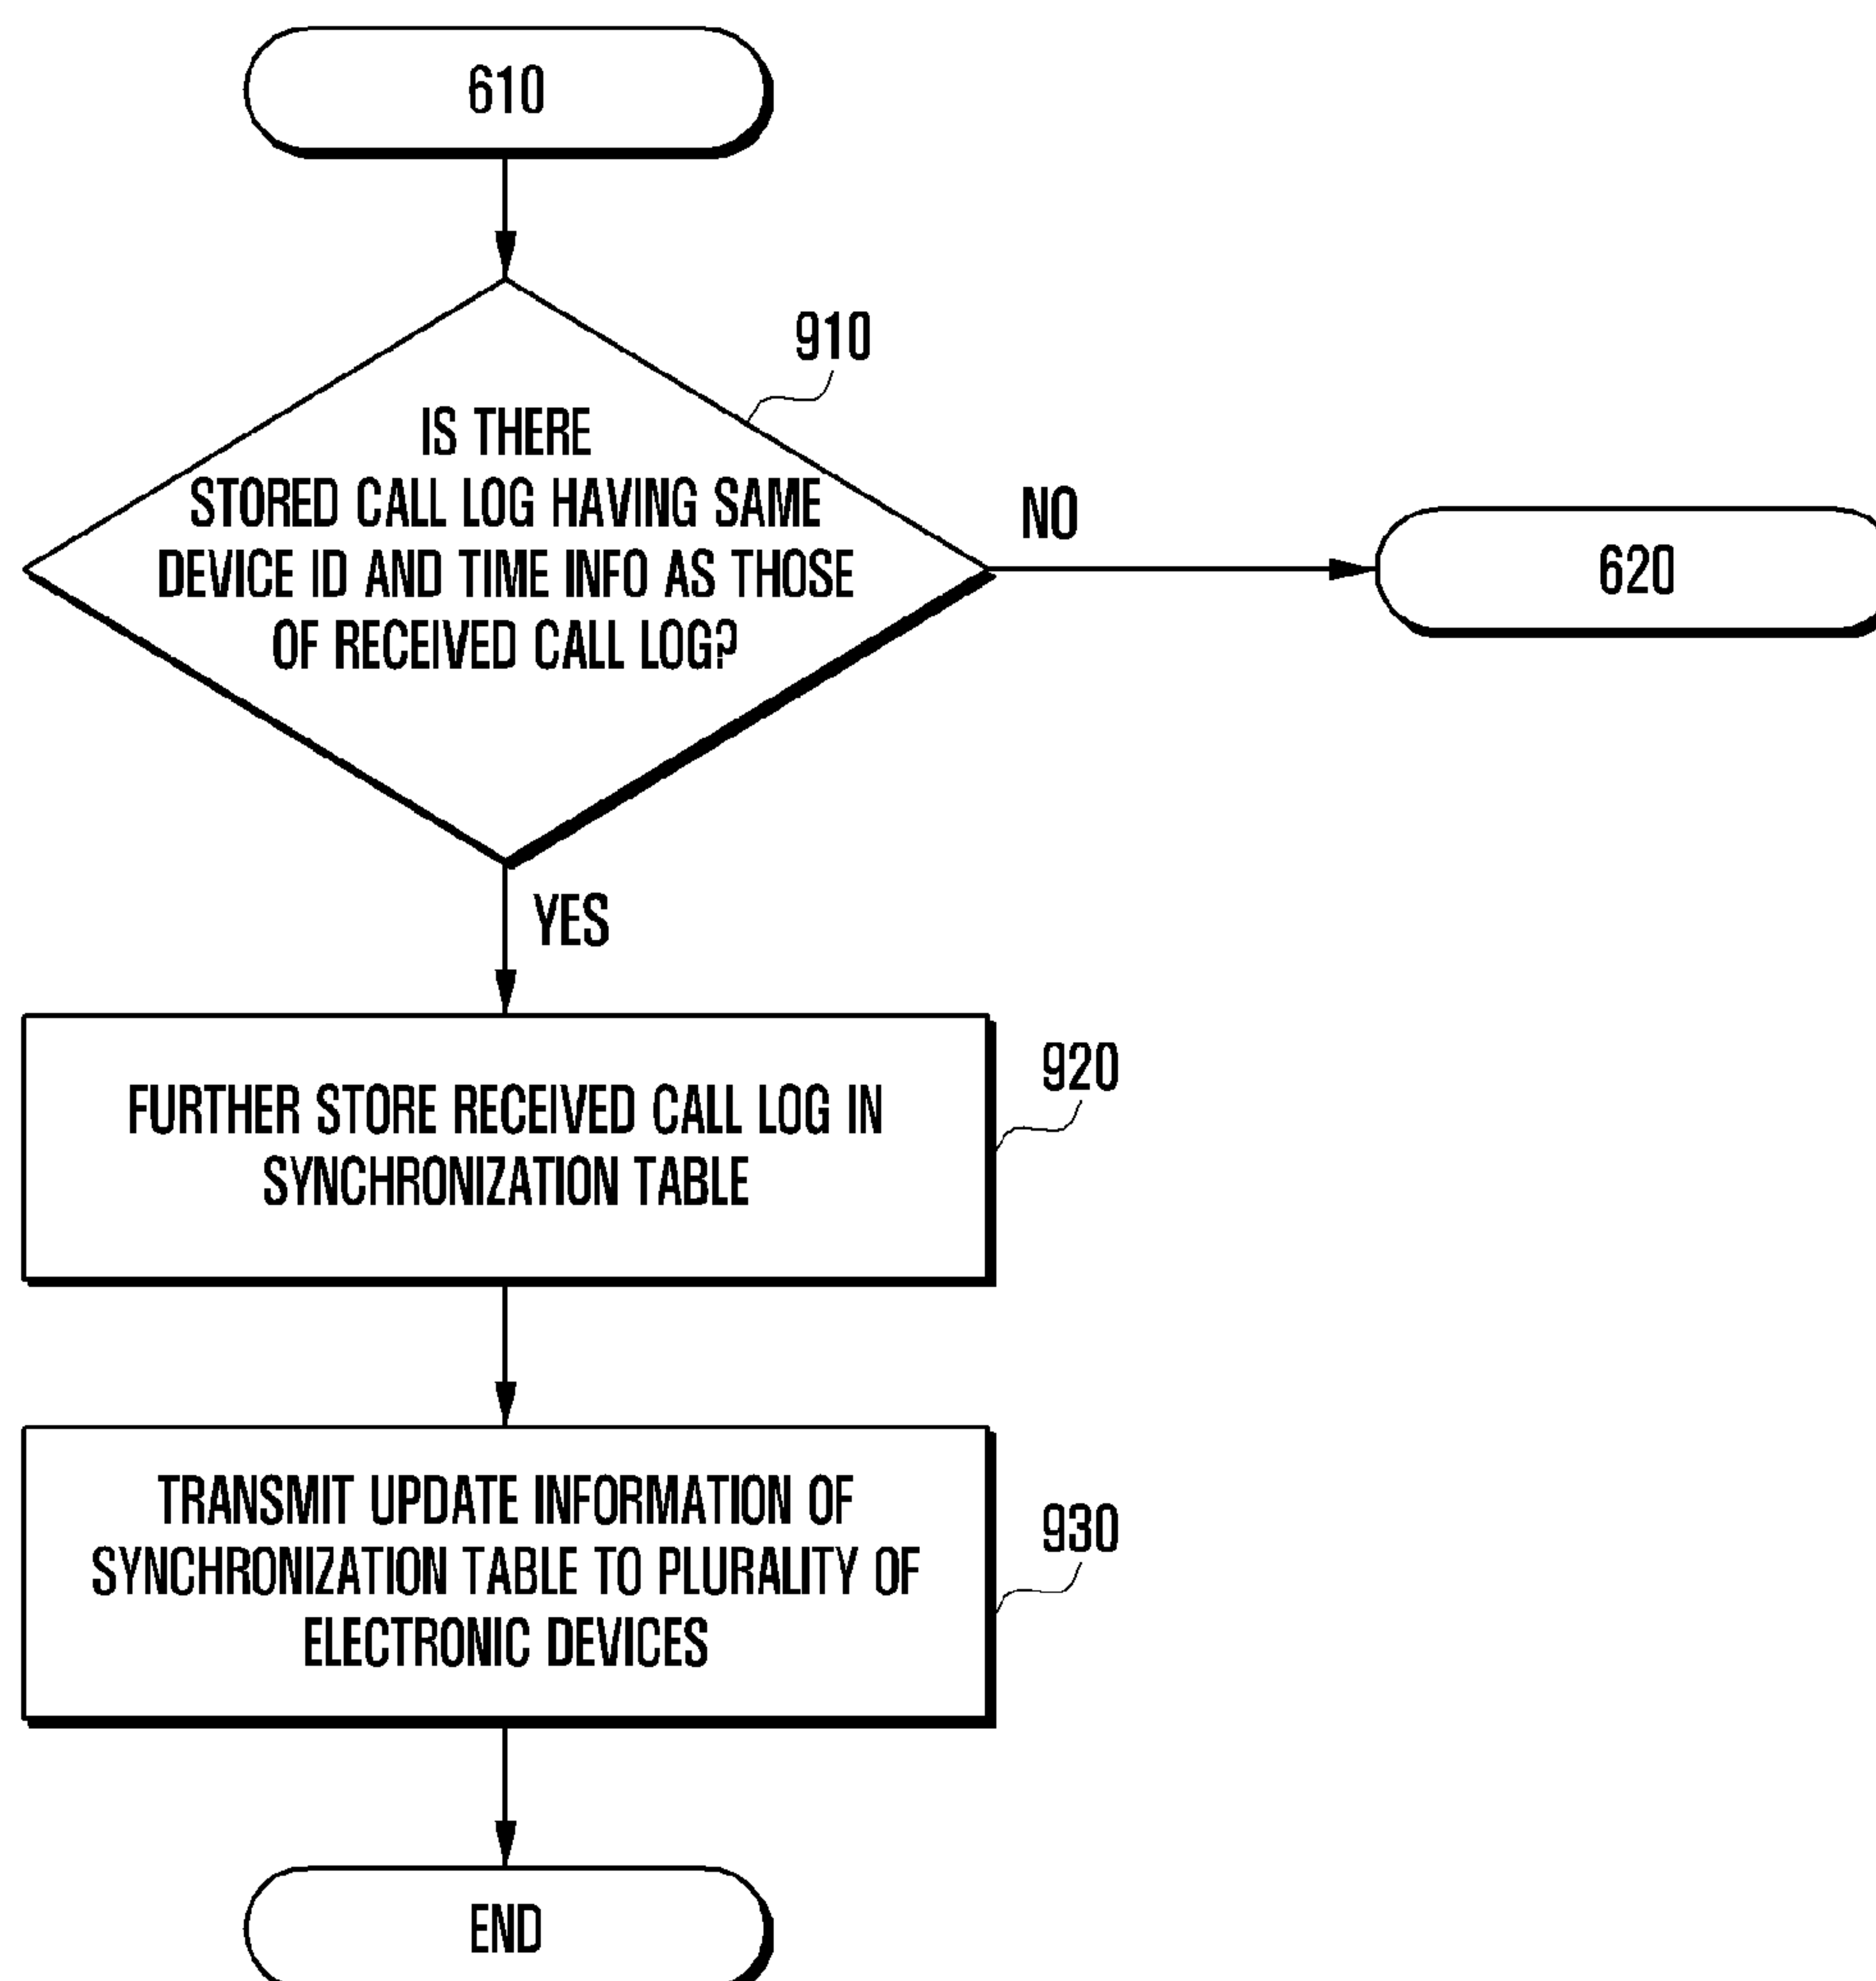 610
910
IS THERE
STORED CALL LOG HAVING SAME
DEVICE ID AND TIME INFO AS THOSE
OF RECEIVED CALL LOG?
NO
620
YES
920
FURTHER STORE RECEIVED CALL LOG IN
SYNCHRONIZATION TABLE
930
TRANSMIT UPDATE INFORMATION OF
SYNCHRONIZATION TABLE TO PLURALITY OF
ELECTRONIC DEVICES
END